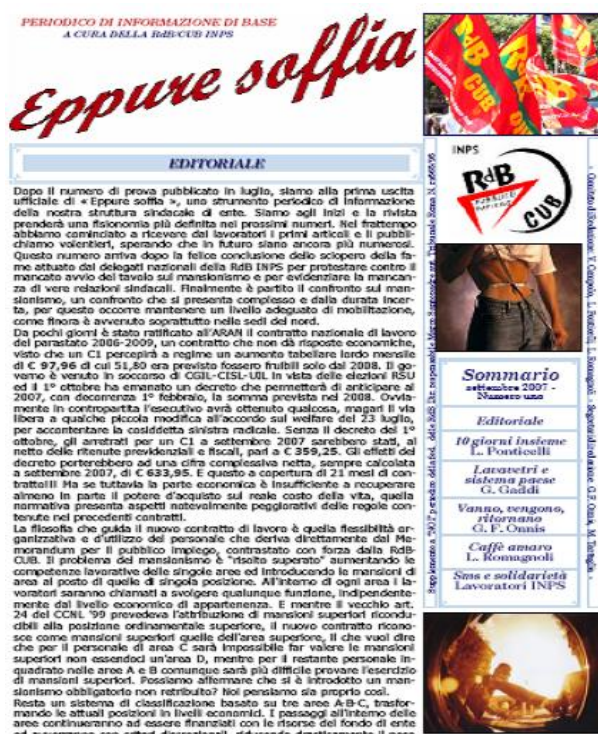 PERIODICO DI INFORMAZIONE DI BASE
A CURA DELLA RdB/CUB INPS
Eppure soffia
EDITORIALE
Dopo il numero di prova pubblicato in luglio, siamo alla prima uscita
ufficiale di « Eppure soffia », uno strumento periodico di informazione
della nostra struttura sindacale di ente. Siamo agli inizi e la rivista
prenderà una fisionomia più definita nei prossimi numeri. Nel frattempo
abbiamo cominciato a ricevere dai lavoratori i primi articoli e li pubbli-
chiamo volentieri, sperando che in futuro siano ancora più numerosi.
Questo numero arriva dopo la felice conclusione dello sciopero della fa-
me attuato dai delegati nazionali della RdB INPS per protestare contro il
mancato avvio del tavolo sul mansionismo e per evidenziare la mancan-
za di vere relazioni sindacali. Finalmente è partito il confronto sul man-
sionismo, un confronto che si presenta complesso e dalla durata incer-
ta, per questo occorre mantenere un livello adeguato di mobilitazione,
come finora è avvenuto soprattutto nelle sedi del nord.
Da pochi giorni è stato ratificato all'ARAN il contratto nazionale di lavoro
del parastato 2006-2009, un contratto che non dà risposte economiche,
visto che un C1 percepirà a regime un aumento tabellare lordo mensile
di € 97,96 di cui 51,80 era previsto fossero fruibili solo dal 2008. Il go-
verno è venuto in soccorso di CGIL-CISL-UIL in vista delle elezioni RSU
ed il 1° ottobre ha emanato un decreto che permetterà di anticipare al
2007, con decorrenza 1° febbraio, la somma prevista nel 2008. Ovvia-
mente in contropartita l'esecutivo avrà ottenuto qualcosa, magari il via
libera a qualche piccola modifica all'accordo sul welfare del 23 luglio,
per accontentare la cosiddetta sinistra radicale. Senza il decreto del 1°
ottobre, gli arretrati per un C1 a settembre 2007 sarebbero stati, al
netto delle ritenute previdenziali e fiscali, pari a € 359,25. Gli effetti del
decreto porterebbero ad una cifra complessiva netta, sempre calcolata
a settembre 2007, di € 633,95. E questo a copertura di 21 mesi di con-
tratto!!! Ma se tuttavia la parte economica è insufficiente a recuperare
almeno in parte il potere d'acquisto sul reale costo della vita, quella
normativa presenta aspetti notevolmente peggiorativi delle regole con-
tenute nei precedenti contratti.
La filosofia che guida il nuovo contratto di lavoro è quella flessibilità or-
ganizzativa e d'utilizzo del personale che deriva direttamente dal Me-
morandum per il pubblico impiego, contrastato con forza dalla RdB-
CUB. Il problema del mansionismo è "risolto superato" aumentando le
competenze lavorative delle singole aree ed introducendo le mansioni di
area al posto di quelle di singola posizione. All'interno di ogni area i la-
voratori saranno chiamati a svolgere qualunque funzione, indipendente-
mente dal livello economico di appartenenza. E mentre il vecchio art.
24 del CCNL '99 prevedeva l'attribuzione di mansioni superiori ricondu-
cibili alla posizione ordinamentale superiore, il nuovo contratto ricono-
sce come mansioni superiori quelle dell'area superiore, il che vuol dire
che per il personale di area C sarà impossibile far valere le mansioni
superiori non essendoci un'area D, mentre per il restante personale in-
quadrato nelle aree A e B comunque sarà più difficile provare l'esercizio
di mansioni superiori. Possiamo affermare che si è introdotto un man-
sionismo obbligatorio non retribuito? Noi pensiamo sia proprio così.
Resta un sistema di classificazione basato su tre aree A-B-C, trasfor-
mando le attuali posizioni in livelli economici. I passaggi all'interno delle
aree continueranno ad essere finanziati con le risorse del fondo di ente
RdB
CUB
INPS
RdB
PUBBLICO
IMPIEGO
CUB
Sommario
settembre 2007 -
Numero uno
Editoriale
10 giorni insieme
L. Ponticelli
Lavavetri e
sistema paese
G. Gaddi
Vanno, vengono,
ritornano
G. F. Onnis
Caffè amaro
L. Romagnoli
Sms e solidarietà
Lavoratori INPS